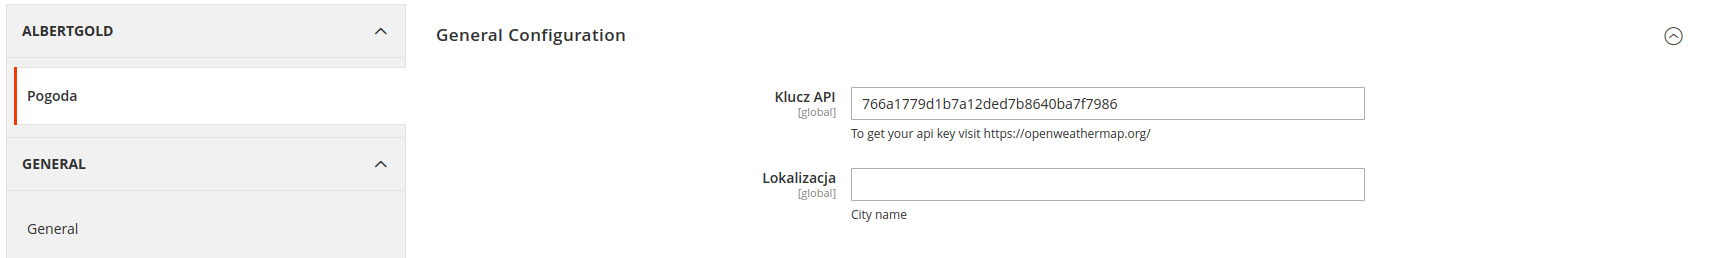 ALBERTGOLD
Pogoda
GENERAL
General
General Configuration
Klucz API
[global]
766a1779d1b7a12ded7b8640ba7f7986
To get your api key visit https://openweathermap.org/
Lokalizacja
[global]
City name